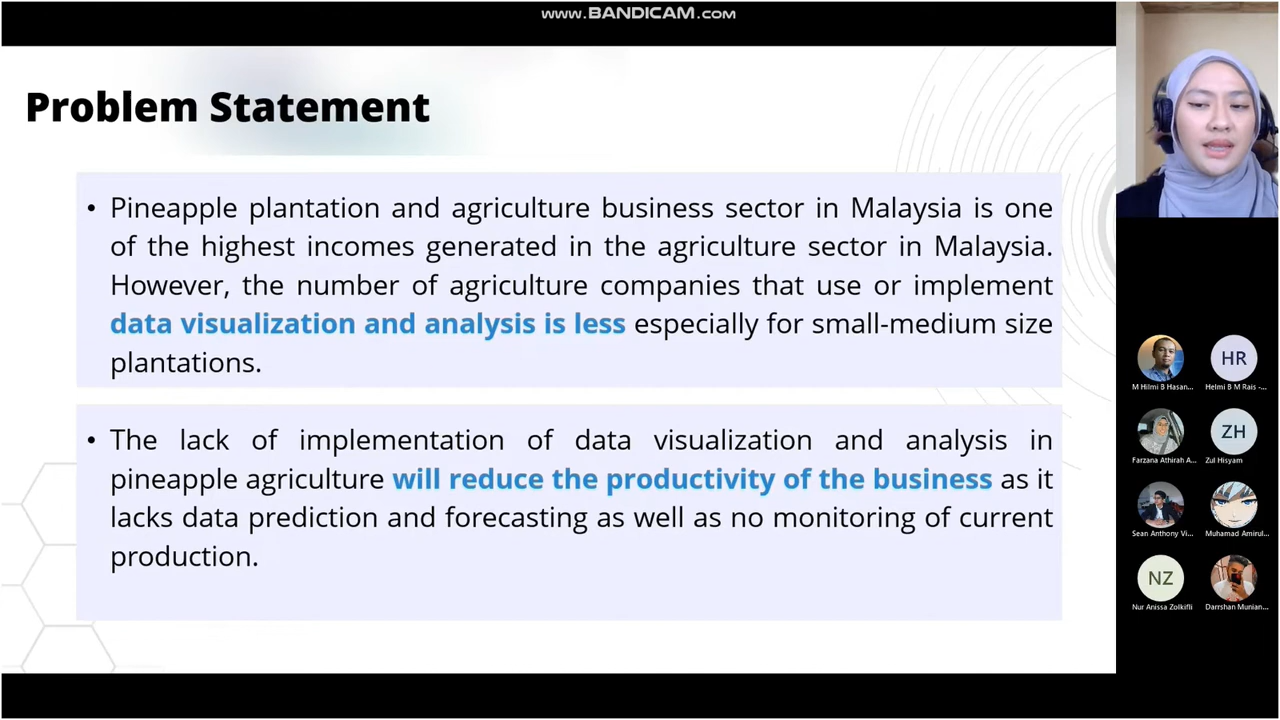 www.BANDICAM.com
Problem Statement
• Pineapple plantation and agriculture business sector in Malaysia is one
of the highest incomes generated in the agriculture sector in Malaysia.
However, the number of agriculture companies that use or implement
data visualization and analysis is less especially for small-medium size
plantations.
• The lack of implementation of data visualization and analysis in
pineapple agriculture will reduce the productivity of the business as it
lacks data prediction and forecasting as well as no monitoring of current
production.
HR
M Hilmi B Hasan...
Helmi B M Rais -...
ZH
Farzana Athirah A...
Zul Hisyam
Sean Anthony Vi...
Muhamad Amirul...
NZ
Nur Anissa Zolkifli
Darrshan Munian...